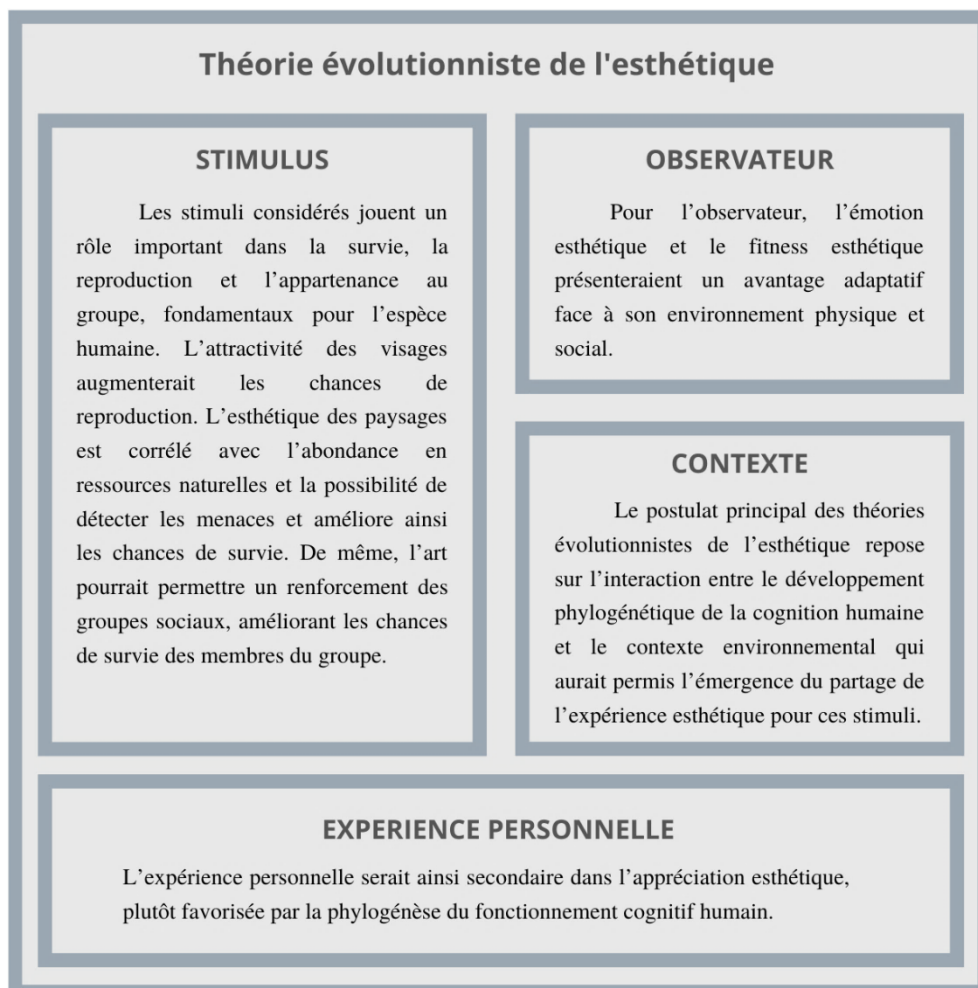 Théorie évolutionniste de l'esthétique
STIMULUS
Les stimuli considérés jouent un
rôle important dans la survie, la
reproduction et l’appartenance au
groupe, fondamentaux pour l’espèce
humaine. L’attractivité des visages
augmenterait les chances de
reproduction. L’esthétique des paysages
est corrélé avec l’abondance en
ressources naturelles et la possibilité de
détecter les menaces et améliore ainsi
les chances de survie. De même, l’art
pourrait permettre un renforcement des
groupes sociaux, améliorant les chances
de survie des membres du groupe.
OBSERVATEUR
Pour l’observateur, l’émotion
esthétique et le fitness esthétique
présenteraient un avantage adaptatif
face à son environnement physique et
social.
CONTEXTE
Le postulat principal des théories
évolutionnistes de l’esthétique repose
sur l’interaction entre le développement
phylogénétique de la cognition humaine
et le contexte environnemental qui
aurait permis l’émergence du partage de
l’expérience esthétique pour ces stimuli.
EXPERIENCE PERSONNELLE
L’expérience personnelle serait ainsi secondaire dans l’appréciation esthétique,
plutôt favorisée par la phylogénèse du fonctionnement cognitif humain.